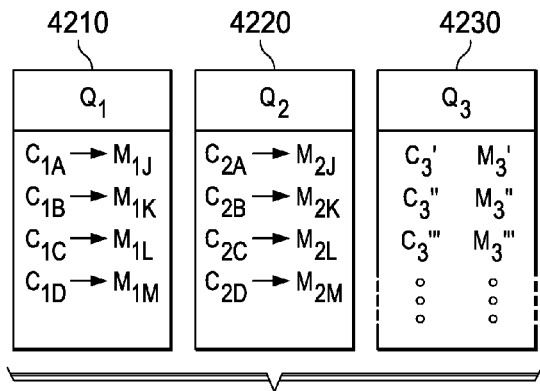 4210 4220 4230
Q₁ Q₂ Q₃
C₁A → M₁J C₂A → M₂J C₃' M₃'
C₁B → M₁K C₂B → M₂K C₃'' M₃''
C₁C → M₁L C₂C → M₂L C₃''' M₃'''
C₁D → M₁M C₂D → M₂M